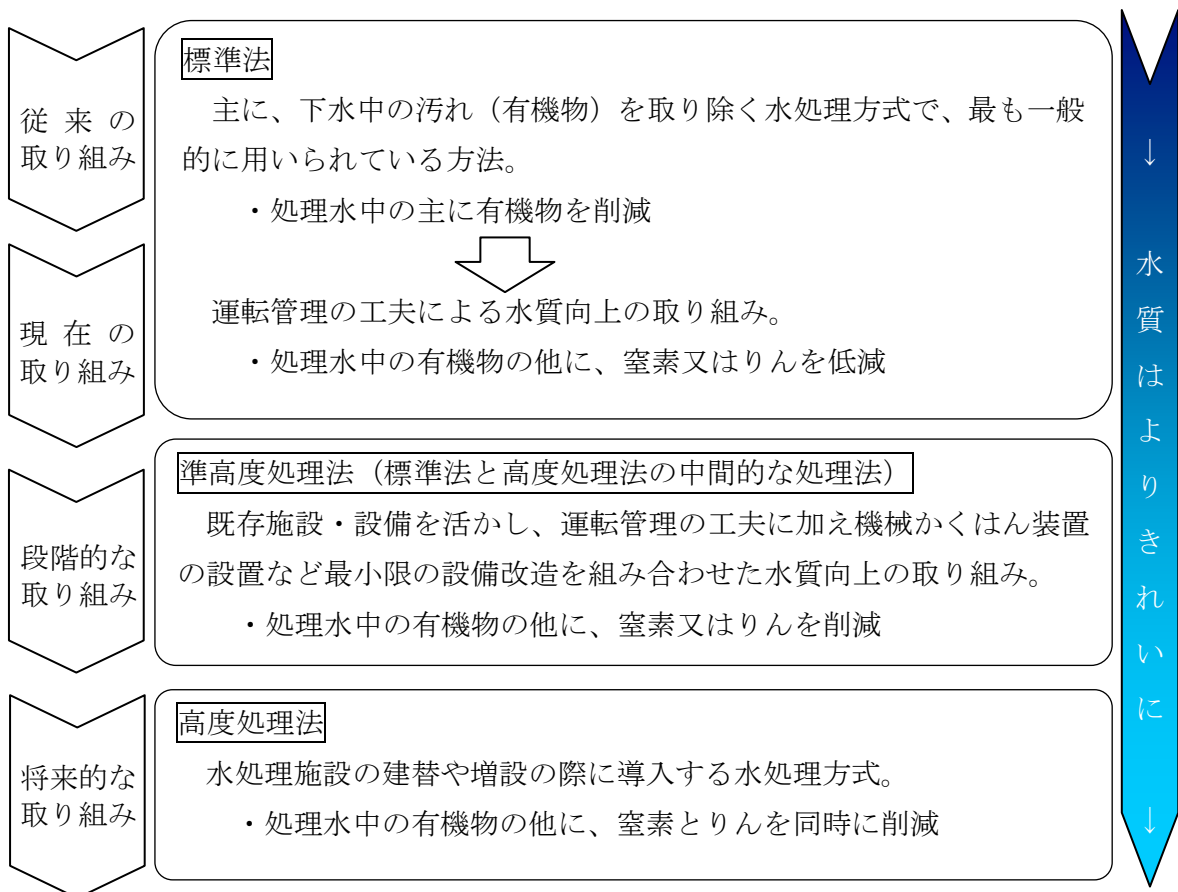 従来の
取り組み
標準法
主に、下水中の汚れ（有機物）を取り除く水処理方式で、最も一般
的に用いられている方法。
・処理水中の主に有機物を削減
現在の
取り組み
運転管理の工夫による水質向上の取り組み。
・処理水中の有機物の他に、窒素又はりんを低減
段階的な
取り組み
準高度処理法（標準法と高度処理法の中間的な処理法）
既存施設・設備を活かし、運転管理の工夫に加え機械かくはん装置
の設置など最小限の設備改造を組み合わせた水質向上の取り組み。
・処理水中の有機物の他に、窒素又はりんを削減
将来的な
取り組み
高度処理法
水処理施設の建替や増設の際に導入する水処理方式。
・処理水中の有機物の他に、窒素とりんを同時に削減
↓水質はよりきれいに↓